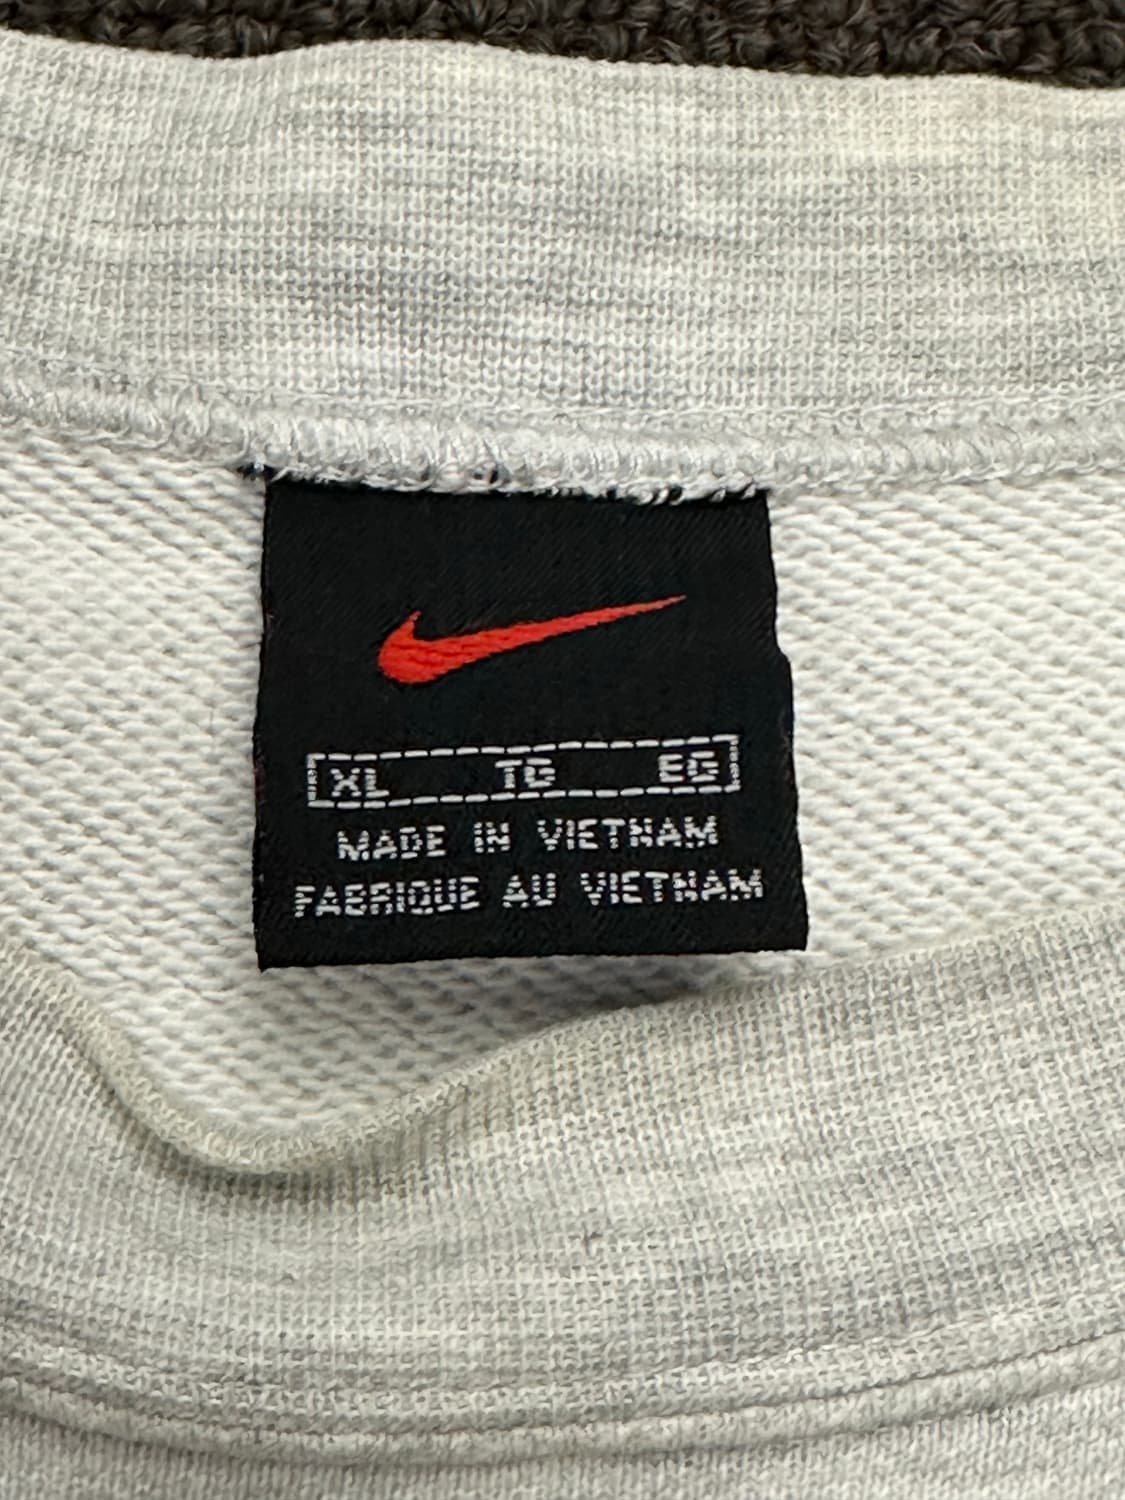 XL TG EG
MADE IN VIETNAM
FABRIQUE AU VIETNAM